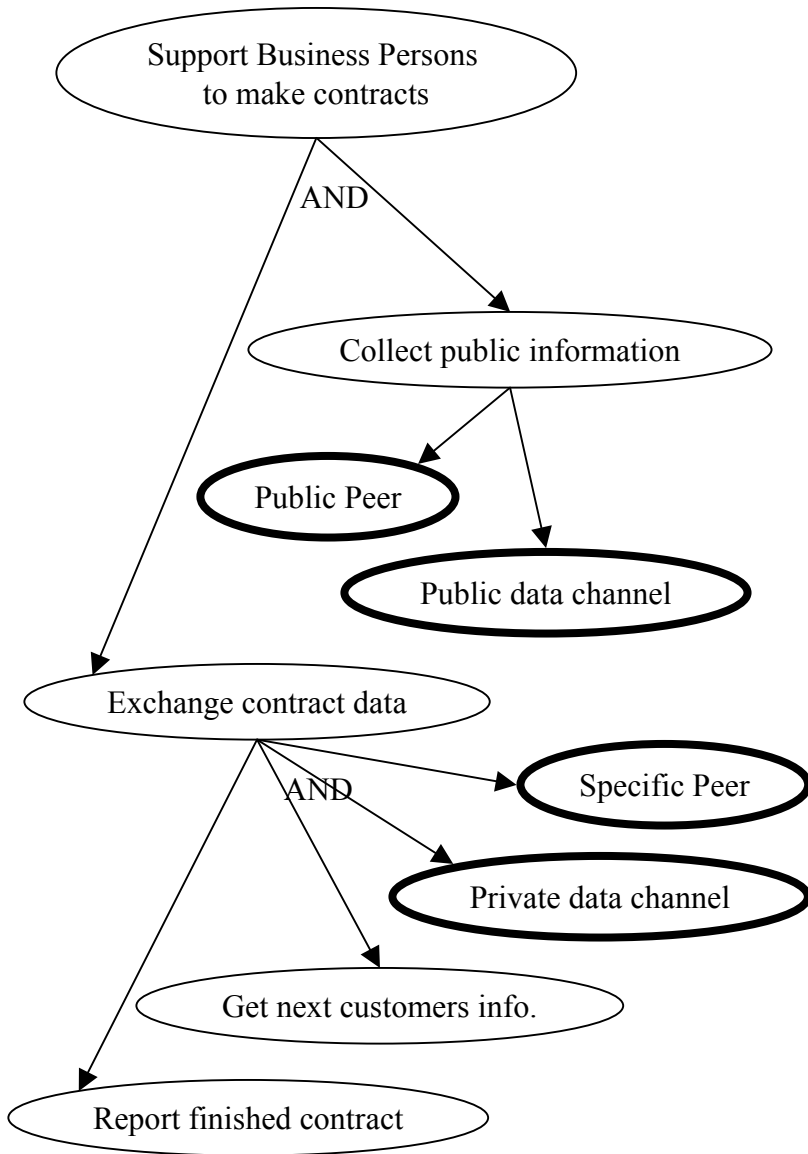 Support Business Persons
to make contracts
AND
Collect public information
Public Peer
Public data channel
Exchange contract data
Specific Peer
AND
Private data channel
Get next customers info.
Report finished contract